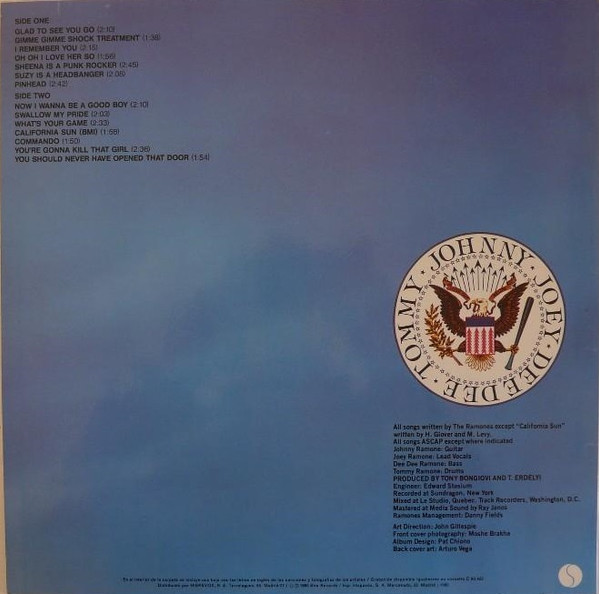 SIDE ONE
GLAD TO SEE YOU GO (2:10)
GIMME GIMME SHOCK TREATMENT (1:38)
I REMEMBER YOU (2:15)
OH OH I LOVE HER SO (1:56)
SHEENA IS A PUNK ROCKER (2:45)
SUZY IS A HEADBANGER (2:08)
PINHEAD (2:42)
SIDE TWO
NOW I WANNA BE A GOOD BOY (2:10)
SWALLOW MY PRIDE (2:03)
WHAT'S YOUR GAME (2:33)
CALIFORNIA SUN (BMI) (1:58)
COMMANDO (1:50)
YOU'RE GONNA KILL THAT GIRL (2:36)
YOU SHOULD NEVER HAVE OPENED THAT DOOR (1:54)
TOMMY · JOHNNY · JOEY · DEE DEE ·
All songs written by The Ramones except "California Sun"
written by H. Glover and M. Levy.
All songs ASCAP except where indicated
Johnny Ramone: Guitar
Joey Ramone: Lead Vocals
Dee Dee Ramone: Bass
Tommy Ramone: Drums
PRODUCED BY TONY BONGIOVI AND T. ERDELYI
Engineer: Edward Stasium
Recorded at Sundragon, New York
Mixed at Le Studio, Quebec. Track Recorders, Washington, D.C.
Mastered at Media Sound by Ray Janos
Ramones Management: Danny Fields
Art Direction: John Gillespie
Front cover photography: Moshe Brakha
Album Design: Pat Chiono
Back cover art: Arturo Vega
S